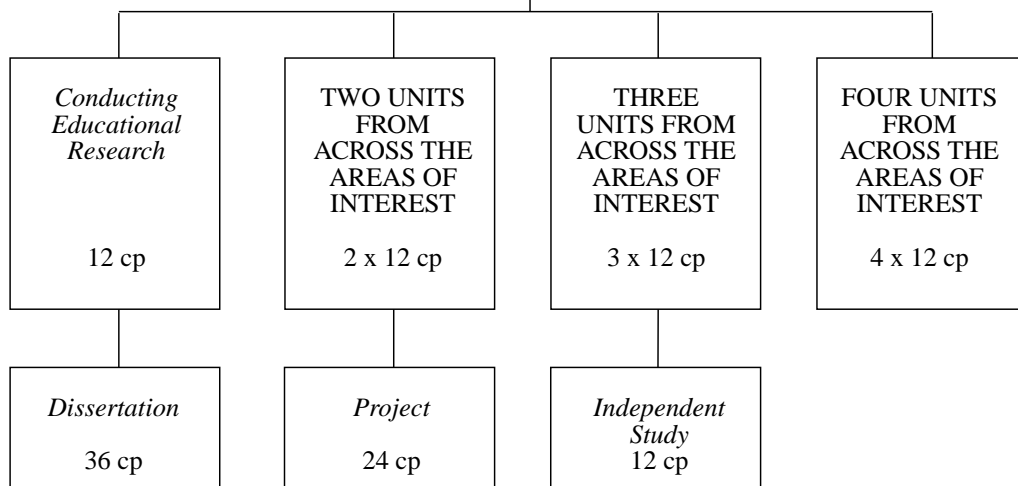 Conducting
Educational
Research
12 cp
TWO UNITS
FROM
ACROSS THE
AREAS OF
INTEREST
2 x 12 cp
THREE
UNITS FROM
ACROSS THE
AREAS OF
INTEREST
3 x 12 cp
FOUR UNITS
FROM
ACROSS THE
AREAS OF
INTEREST
4 x 12 cp
Dissertation
36 cp
Project
24 cp
Independent
Study
12 cp